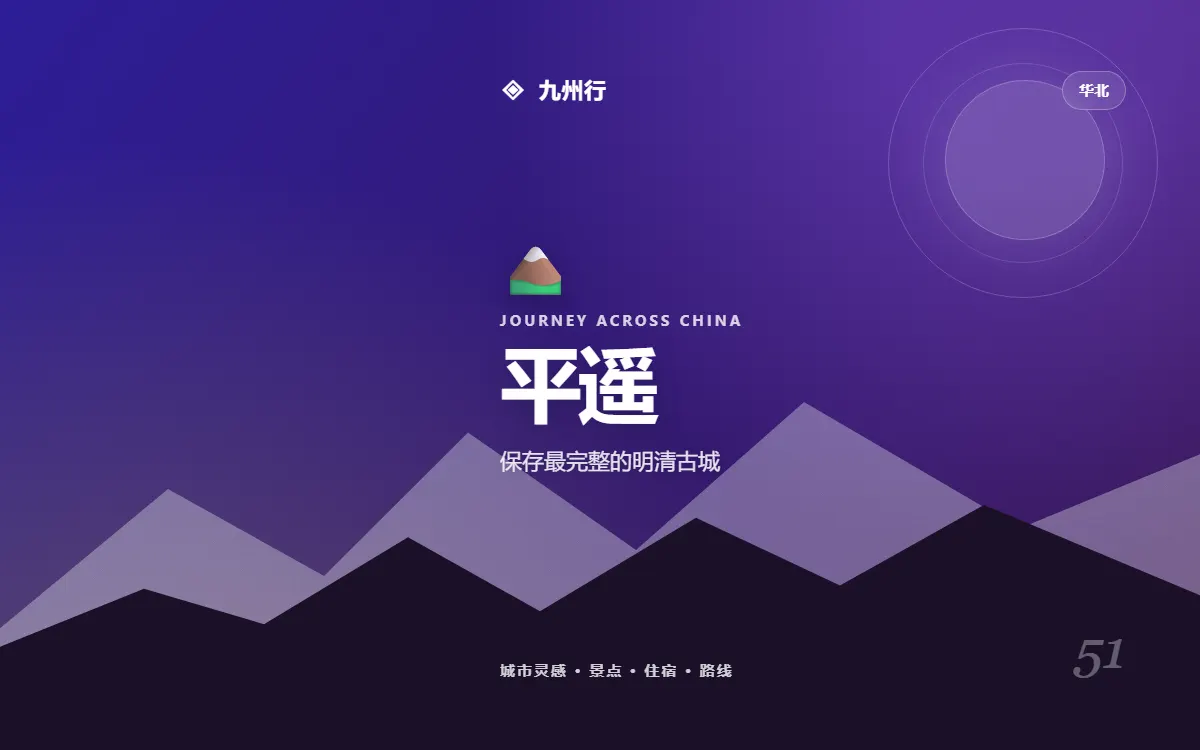 九州行
华北
JOURNEY ACROSS CHINA
平遥
保存最完整的明清古城
城市灵感 • 景点 • 住宿 • 路线
51